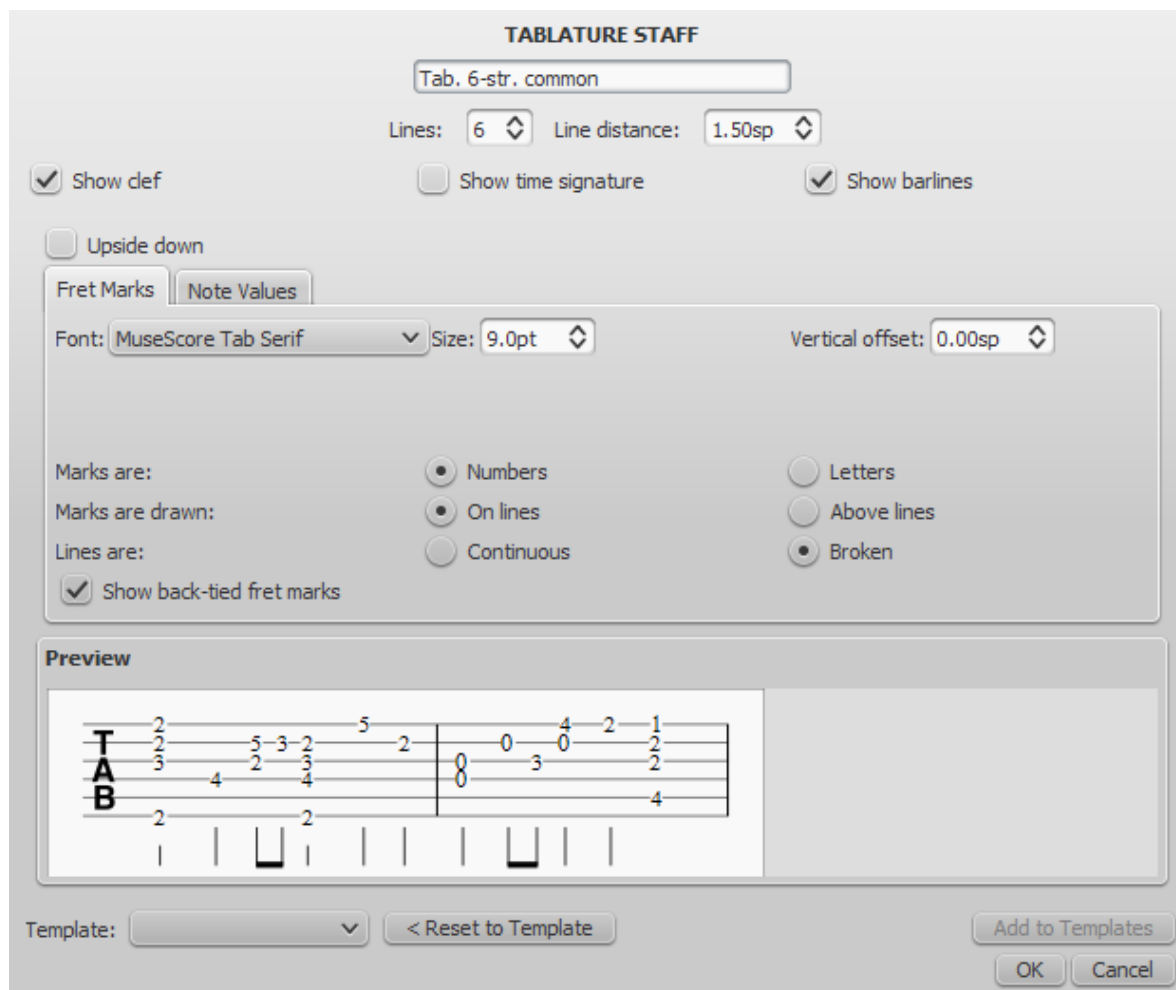 TABLATURE STAFF
Tab. 6-str. common
Lines: 6 Line distance: 1.50sp
Show clef Show time signature Show barlines
Upside down
Fret Marks Note Values
Font: MuseScore Tab Serif Size: 9.0pt Vertical offset: 0.00sp
Marks are: Numbers Letters
Marks are drawn: On lines Above lines
Lines are: Continuous Broken
Show back-tied fret marks
Preview
2 5 4 2 1
T 2 5 3 2 2 0 0 2
A 3 2 3 0 3 2
4 4 0
B 4
2 2
Template: < Reset to Template Add to Templates
OK Cancel